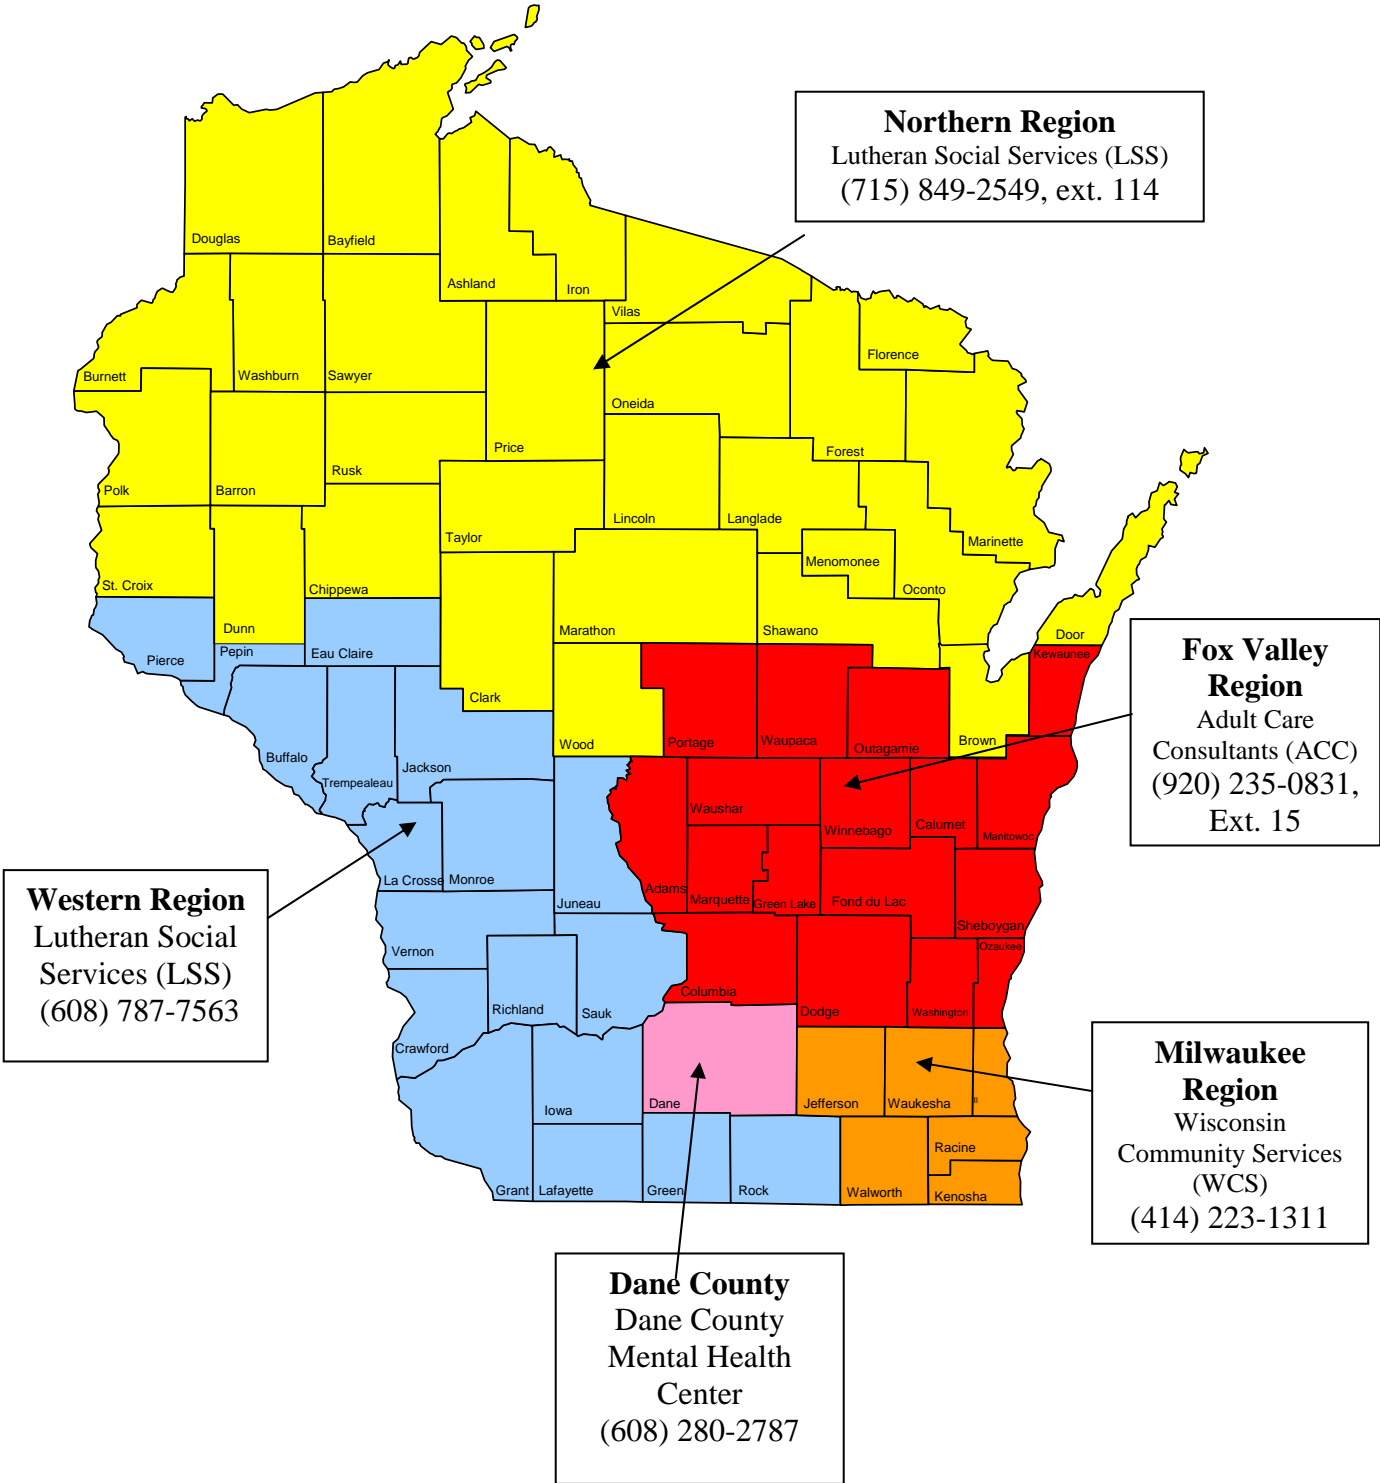 Northern Region
Lutheran Social Services (LSS)
(715) 849-2549, ext. 114
Douglas
Bayfield
Ashland
Iron
Vilas
Burnett
Washburn
Sawyer
Florence
Oneida
Price
Forest
Rusk
Polk
Barron
Lincoln
Langlade
Taylor
Marinette
Menomonee
St. Croix
Chippewa
Oconto
Dunn
Marathon
Shawano
Door
Pierce
Pepin
Eau Claire
Kewaunee
Clark
Fox Valley
Region
Adult Care
Consultants (ACC)
(920) 235-0831,
Ext. 15
Buffalo
Trempealeau
Jackson
Wood
Portage
Waupaca
Outagamie
Brown
Waushar
Winnebago
Calumet
Manitowoc
La Crosse
Monroe
Juneau
Adams
Marquette
Green Lake
Fond du Lac
Sheboygan
Western Region
Lutheran Social
Services (LSS)
(608) 787-7563
Vernon
Ozaukee
Richland
Sauk
Columbia
Dodge
Washington
Crawford
Iowa
Dane
Jefferson
Waukesha
Milwaukee
Region
Wisconsin
Community Services
(WCS)
(414) 223-1311
Racine
Grant
Lafayette
Green
Rock
Walworth
Kenosha
Dane County
Dane County
Mental Health
Center
(608) 280-2787